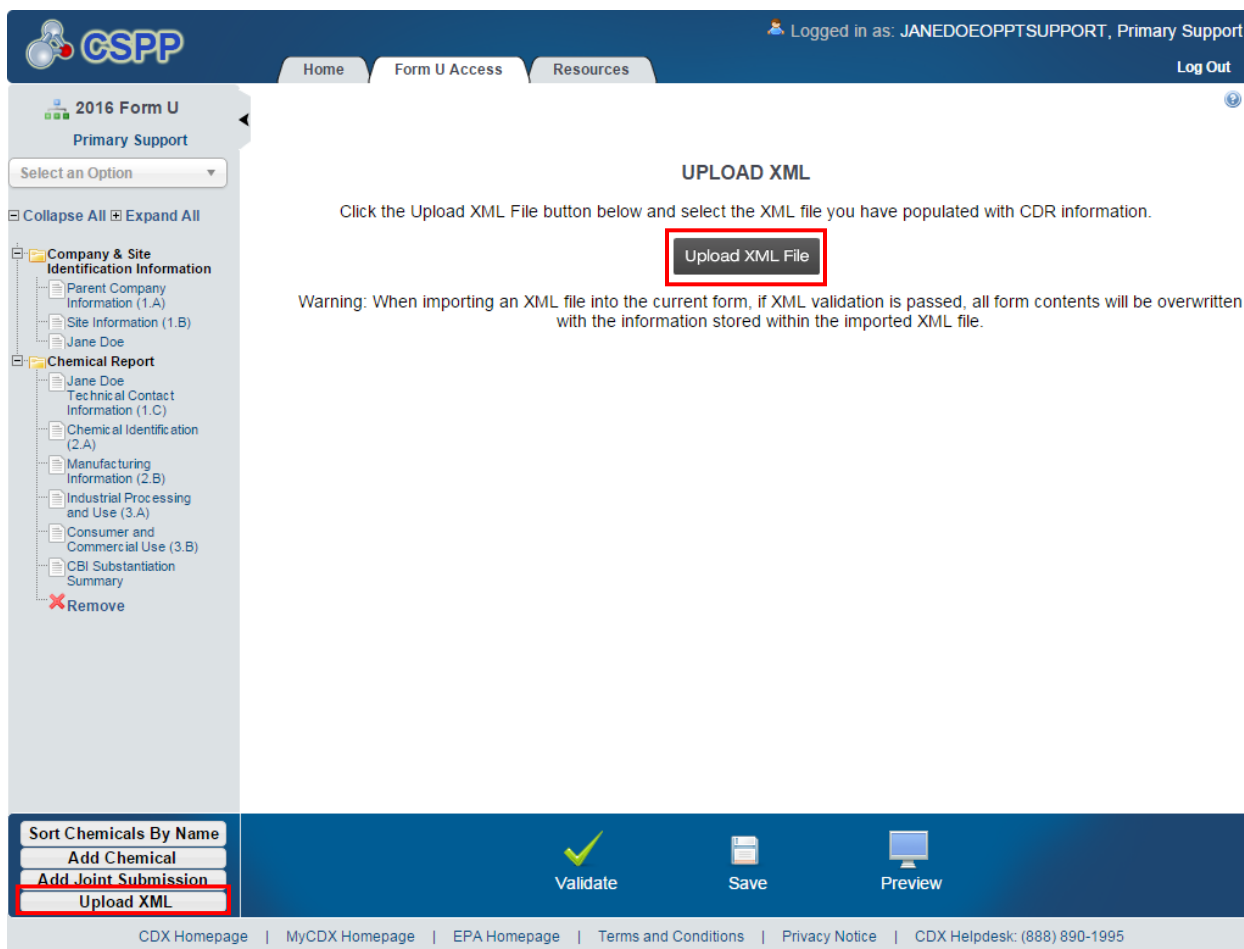 CSPP
Logged in as: JANEDOEOPPTSUPPORT, Primary Support
Home
Form U Access
Resources
Log Out
2016 Form U
Primary Support
Select an Option
Collapse All
Expand All
Company & Site
Identification Information
Parent Company
Information (1.A)
Site Information (1.B)
Jane Doe
Chemical Report
Jane Doe
Technical Contact
Information (1.C)
Chemical Identification
(2.A)
Manufacturing
Information (2.B)
Industrial Processing
and Use (3.A)
Consumer and
Commercial Use (3.B)
CBI Substantiation
Summary
Remove
UPLOAD XML
Click the Upload XML File button below and select the XML file you have populated with CDR information.
Upload XML File
Warning: When importing an XML file into the current form, if XML validation is passed, all form contents will be overwritten
with the information stored within the imported XML file.
Sort Chemicals By Name
Add Chemical
Add Joint Submission
Upload XML
Validate
Save
Preview
CDX Homepage | MyCDX Homepage | EPA Homepage | Terms and Conditions | Privacy Notice | CDX Helpdesk: (888) 890-1995